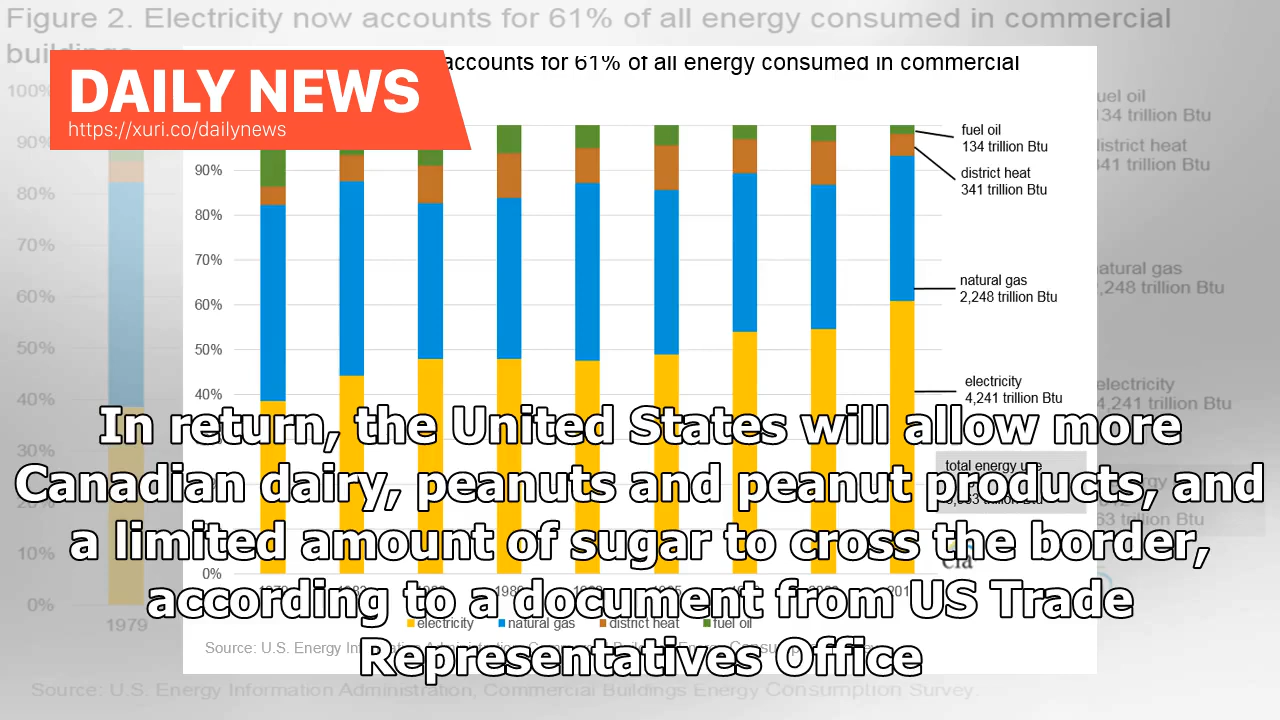 Figure 2. Electricity now accounts for 61% of all energy consumed in commercial
buildings
DAILY NEWS
https://xuri.co/dailynews
accounts for 61% of all energy consumed in commercial
100%
90%
80%
70%
60%
50%
40%
30%
20%
10%
0%
1979
90%
80%
70%
60%
50%
40%
0%
fuel oil
134 trillion Btu
district heat
341 trillion Btu
natural gas
2,248 trillion Btu
electricity
4,241 trillion Btu
total energy use
fuel oil
134 trillion Btu
district heat
341 trillion Btu
natural gas
2,248 trillion Btu
electricity
4,241 trillion Btu
In return, the United States will allow more
Canadian dairy, peanuts and peanut products, and
a limited amount of sugar to cross the border,
according to a document from US Trade
Representatives Office
electricity natural gas district heat fuel oil
Source: U.S. Energy
Source: U.S. Energy Information Administration, Commercial Buildings Energy Consumption Survey.